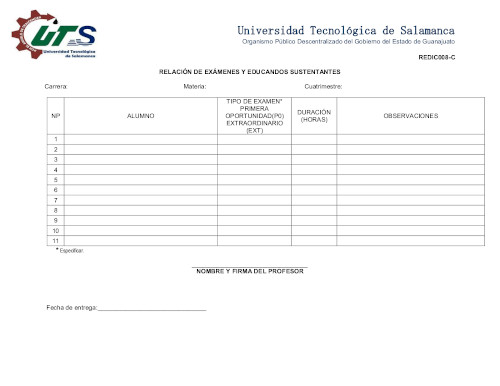 UTS
Universidad Tecnológica
de Salamanca
Universidad Tecnológica de Salamanca
Organismo Público Descentralizado del Gobierno del Estado de Guanajuato
REDIC008-C
RELACIÓN DE EXÁMENES Y EDUCANDOS SUSTENTANTES
Carrera: Materia: Cuatrimestre:
NP ALUMNO TIPO DE EXAMEN* PRIMERA OPORTUNIDAD(P0) EXTRAORDINARIO (EXT) DURACIÓN (HORAS) OBSERVACIONES
1
2
3
4
5
6
7
8
9
10
11
* Especificar.
NOMBRE Y FIRMA DEL PROFESOR
Fecha de entrega: